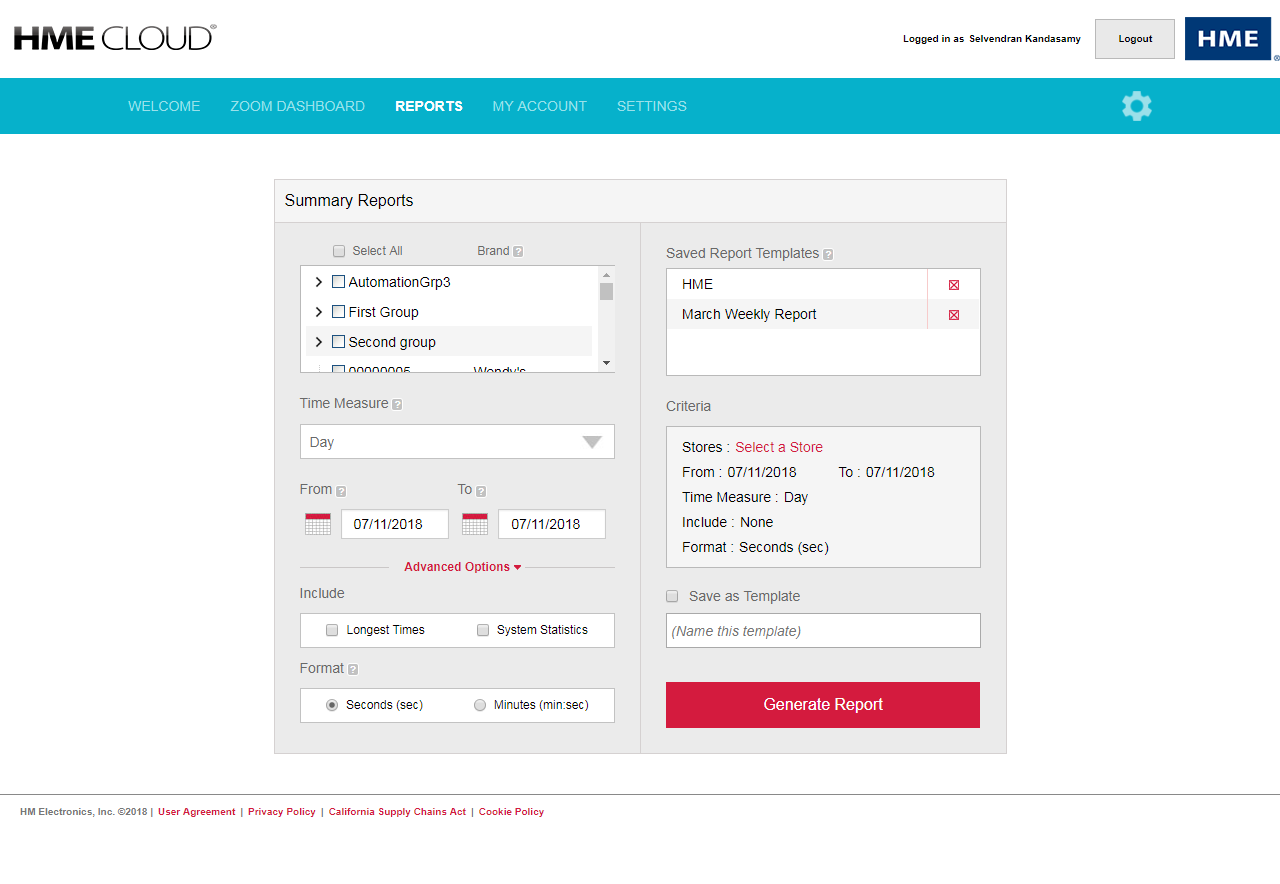 HME CLOUD®
Logged in as Selvendran Kandasamy
Logout
HME®
WELCOME
ZOOM DASHBOARD
REPORTS
MY ACCOUNT
SETTINGS
Summary Reports
Select All
Brand ?
AutomationGrp3
First Group
Second group
00000005 Wendy's
Time Measure ?
Day
From ?
To ?
07/11/2018
07/11/2018
Advanced Options
Include
Longest Times
System Statistics
Format ?
Seconds (sec)
Minutes (min:sec)
Saved Report Templates ?
HME
March Weekly Report
Criteria
Stores : Select a Store
From : 07/11/2018 To : 07/11/2018
Time Measure : Day
Include : None
Format : Seconds (sec)
Save as Template
(Name this template)
Generate Report
HM Electronics, Inc. ©2018 | User Agreement | Privacy Policy | California Supply Chains Act | Cookie Policy